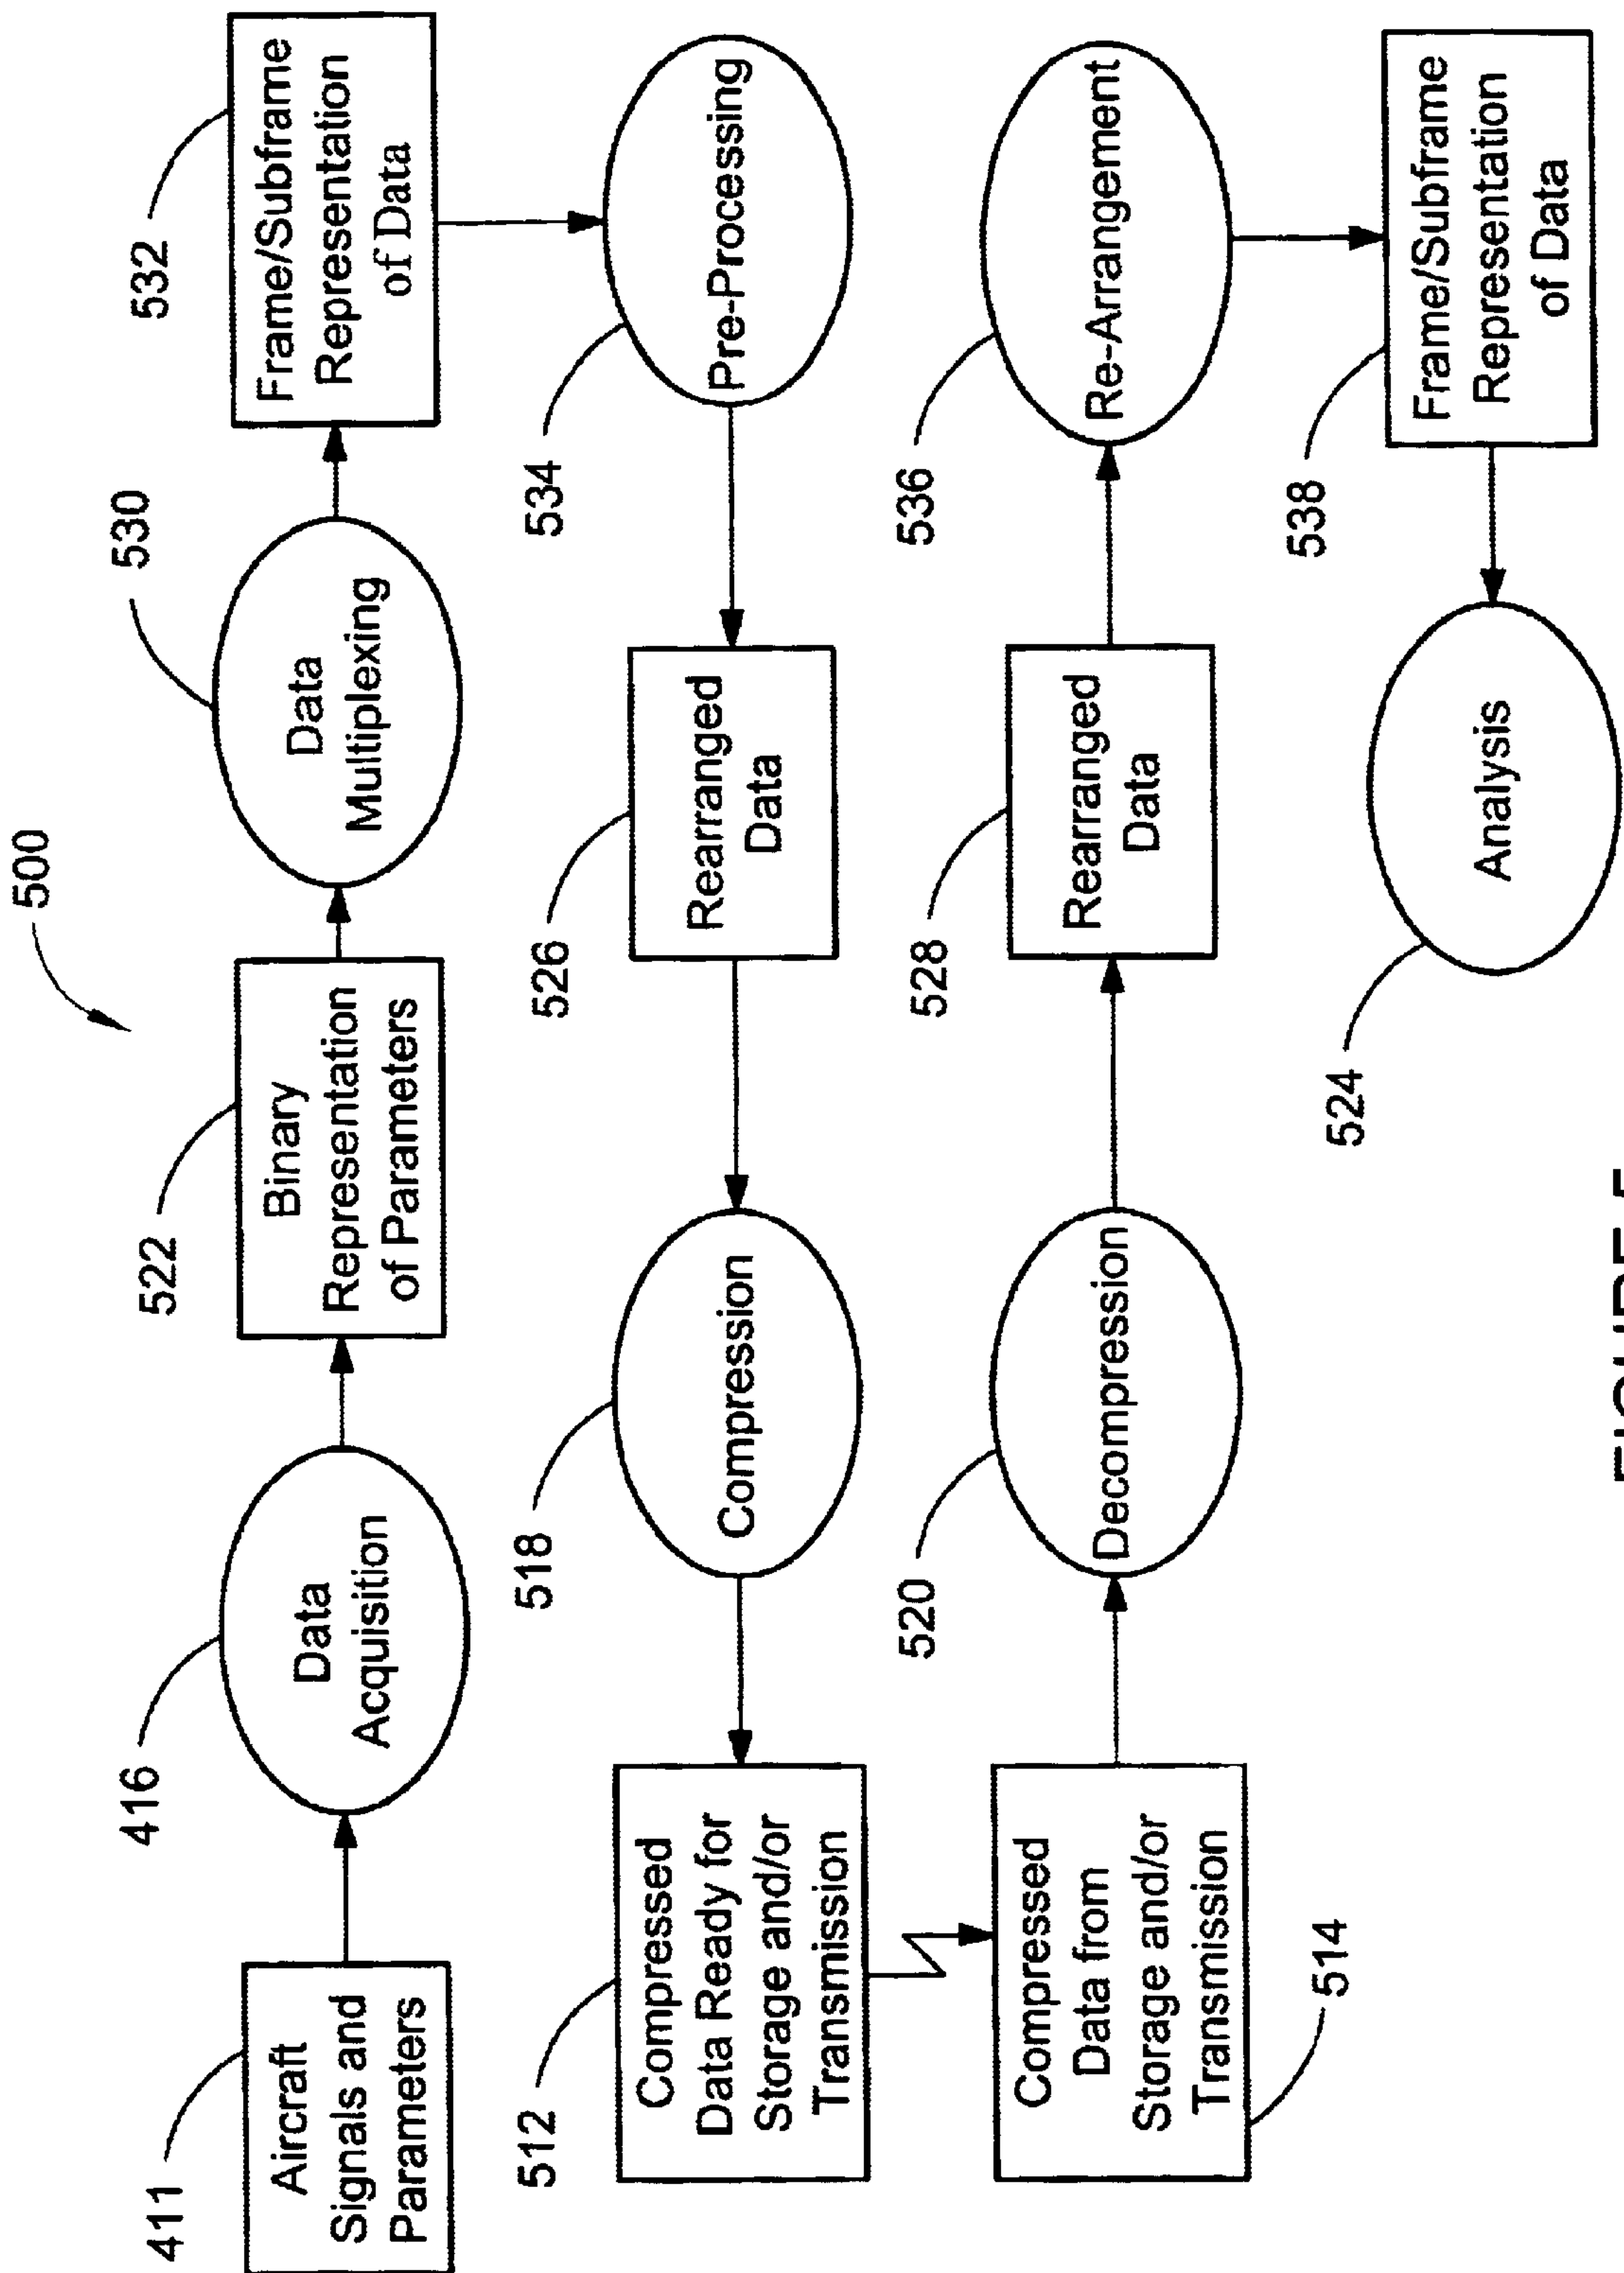 500
411
Aircraft
Signals and
Parameters
416
Data
Acquisition
522
Binary
Representation
of Parameters
530
Data
Multiplexing
532
Frame/Subframe
Representation
of Data
534
Pre-Processing
526
Rearranged
Data
518
Compression
512
Compressed
Data Ready for
Storage and/or
Transmission
514
Compressed
Data from
Storage and/or
Transmission
520
Decompression
528
Rearranged
Data
536
Re-Arrangement
538
Frame/Subframe
Representation
of Data
524
Analysis
FIGURE 5